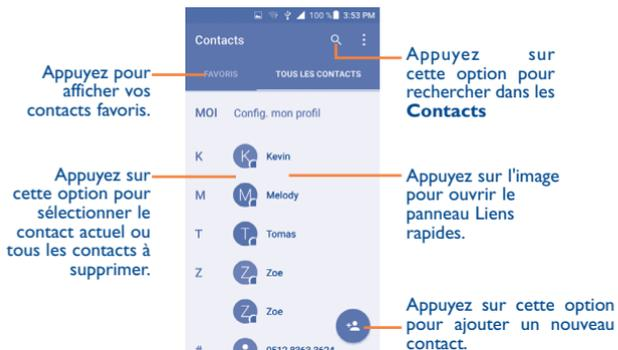 100 % 3:53 PM
Contacts
FAVORIS
TOUS LES CONTACTS
MOI Config. mon profil
K K Kevin
M M Melody
T T Tomas
Z Z Zoe
Z Zoe
# 0512 8363 3624
Appuyez pour
afficher vos
contacts favoris.
Appuyez sur
cette option pour
sélectionner le
contact actuel ou
tous les contacts à
supprimer.
Appuyez sur
cette option pour
rechercher dans les
Contacts
Appuyez sur l'image
pour ouvrir le
panneau Liens
rapides.
Appuyez sur cette option
pour ajouter un nouveau
contact.